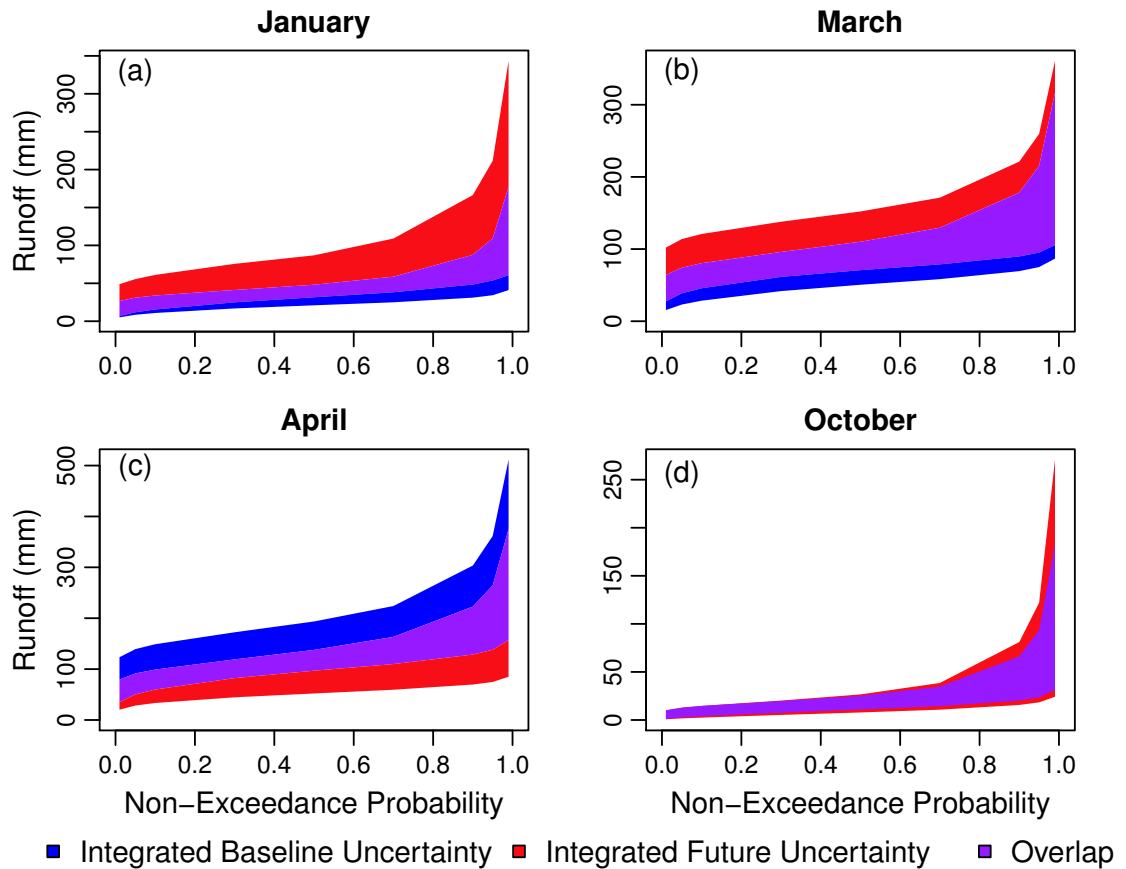 January
(a)
Runoff (mm)
0 100 200 300
0.0 0.2 0.4 0.6 0.8 1.0
March
(b)
0 100 200 300
0.0 0.2 0.4 0.6 0.8 1.0
April
(c)
Runoff (mm)
0 100 300 500
0.0 0.2 0.4 0.6 0.8 1.0
Non−Exceedance Probability
October
(d)
0 50 150 250
0.0 0.2 0.4 0.6 0.8 1.0
Non−Exceedance Probability
Integrated Baseline Uncertainty Integrated Future Uncertainty Overlap